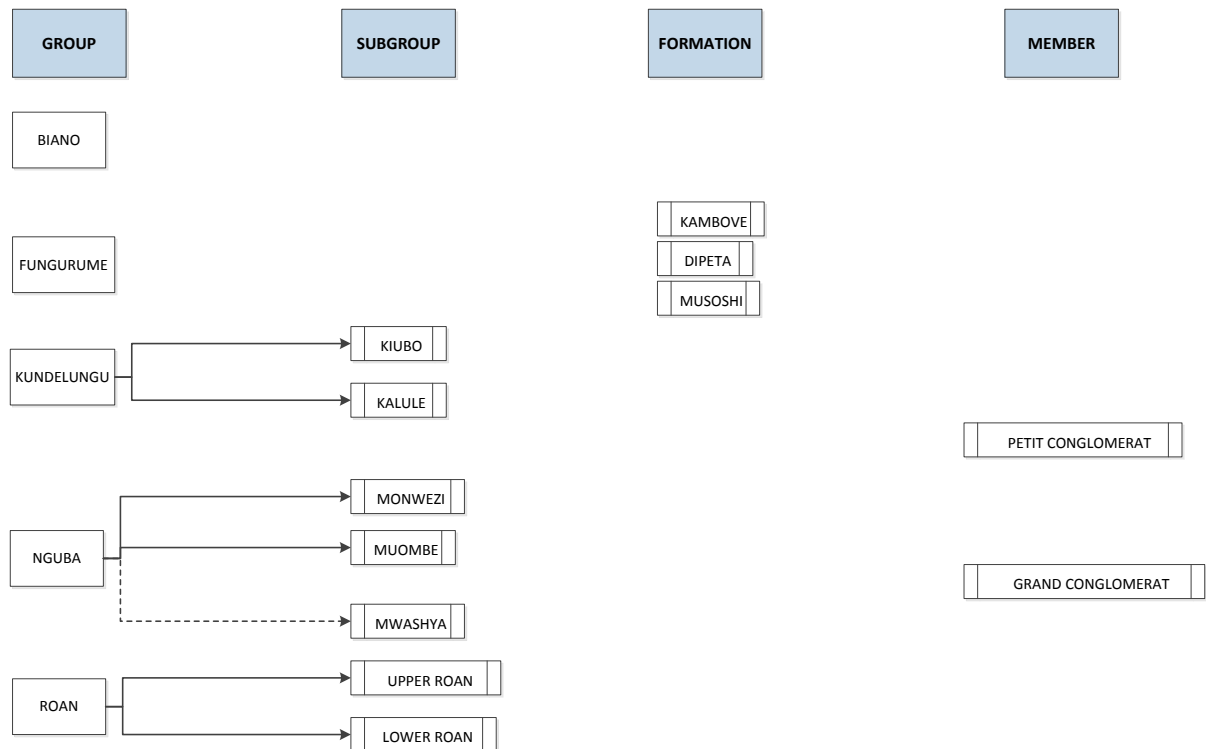 GROUP
SUBGROUP
FORMATION
MEMBER
BIANO
KAMBOVE
FUNGURUME
DIPETA
MUSOSHI
KIUBO
KUNDELUNGU
KALULE
PETIT CONGLOMERAT
MONWEZI
MUOMBE
NGUBA
GRAND CONGLOMERAT
MWASHYA
UPPER ROAN
ROAN
LOWER ROAN